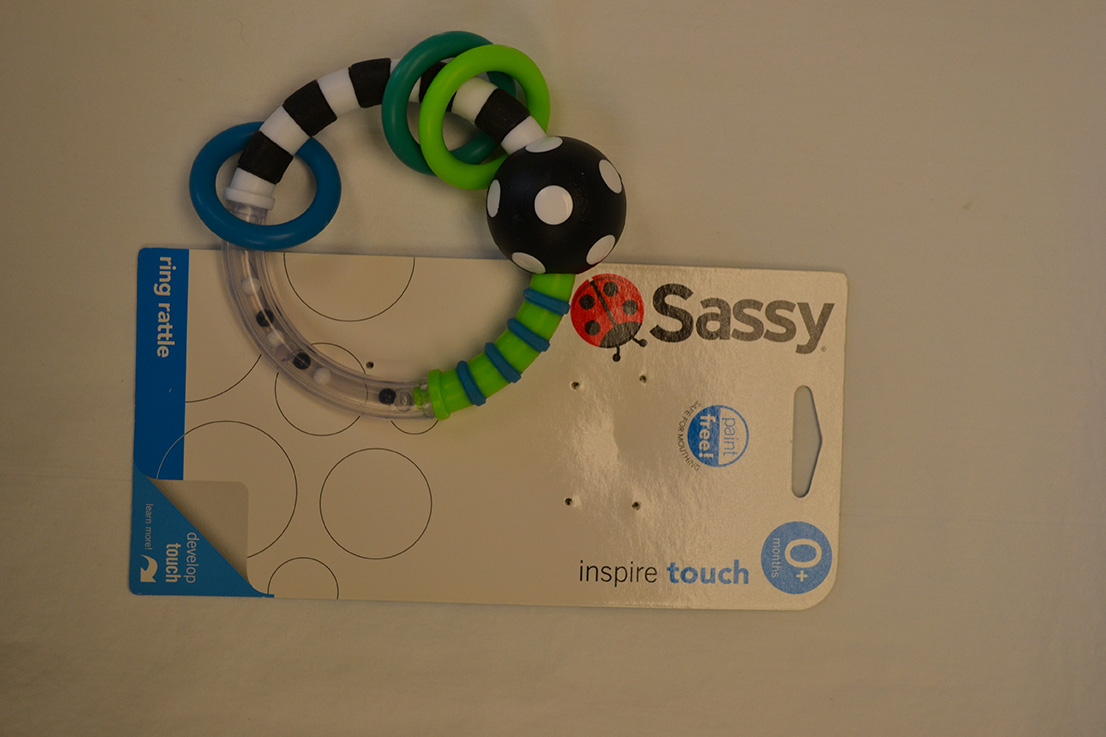 ring rattle
Sassy
paint
free!
SAFE FOR MOUTHING
inspire touch
0+
months
develop
touch
learn more!